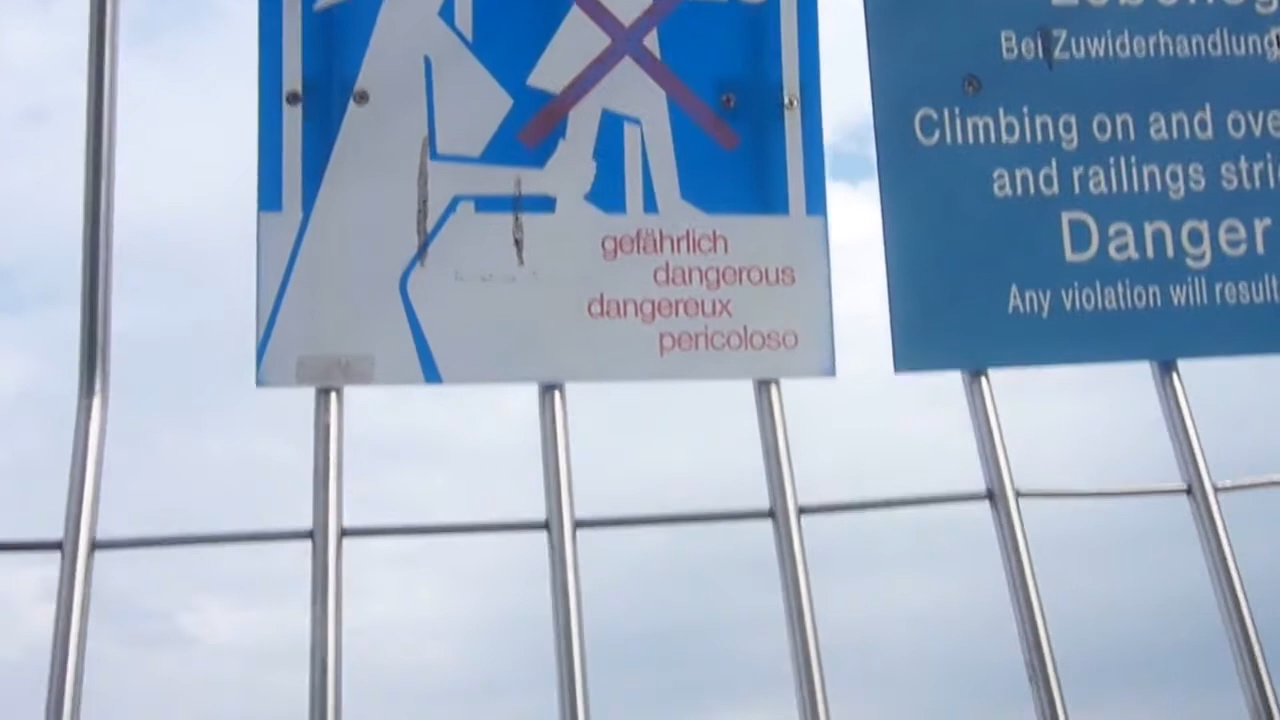 gefährlich
dangerous
dangereux
pericoloso
Bei Zuwiderhandlung
Climbing on and ove
and railings stri
Danger
Any violation will result